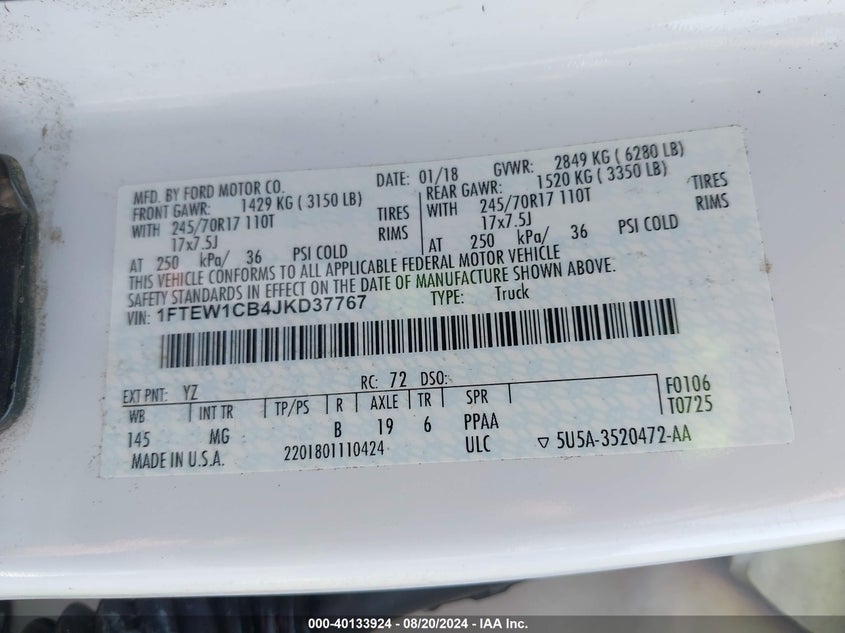 MFD. BY FORD MOTOR CO. DATE: 01/18 GVWR: 2849 KG ( 6280 LB)
FRONT GAWR: 1429 KG ( 3150 LB) REAR GAWR: 1520 KG ( 3350 LB)
WITH 245/70R17 110T TIRES WITH 245/70R17 110T TIRES
17x7.5J RIMS 17x7.5J RIMS
AT 250 kPa/ 36 PSI COLD AT 250 kPa/ 36 PSI COLD
THIS VEHICLE CONFORMS TO ALL APPLICABLE FEDERAL MOTOR VEHICLE
SAFETY STANDARDS IN EFFECT ON THE DATE OF MANUFACTURE SHOWN ABOVE.
VIN: 1FTEW1CB4JKD37767 TYPE: Truck
EXT PNT: YZ RC: 72 DSO:
WB INT TR TP/PS R AXLE TR SPR F0106
T0725
145 MG B 19 6 PPAA
MADE IN U.S.A. 2201801110424 ULC ▽ 5U5A-3520472-AA
000-40133924 - 08/20/2024 - IAA Inc.